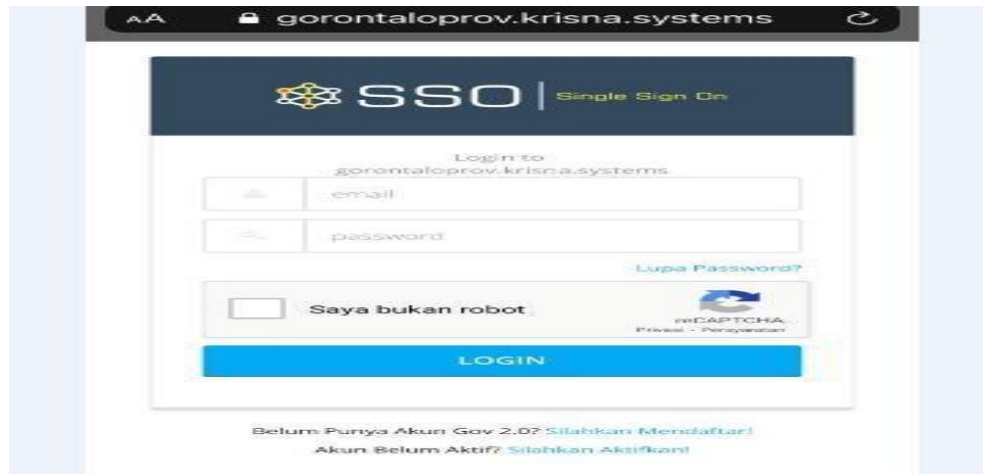 AA gorontaloprov.krisna.systems
SSO | Single Sign On
Login to
gorontaloprov.krisna.systems
email
password
Lupa Password?
Saya bukan robot
reCAPTCHA
Privasi - Persyaratan
LOGIN
Belum Punya Akun Gov 2.0? Silahkan Mendaftar!
Akun Belum Aktif? Silahkan Aktifkan!